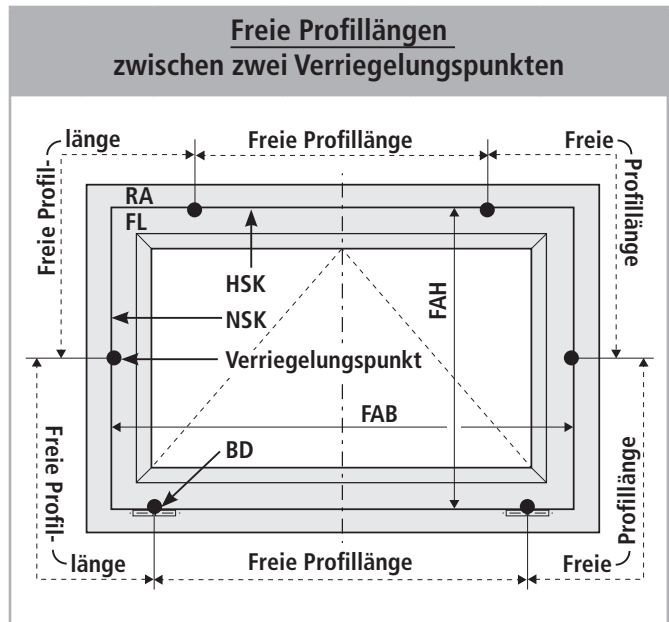 Freie Profillängen
zwischen zwei Verriegelungspunkten
Freie Profil-
länge
Freie Profillänge
Freie
Profillänge
RA
FL
HSK
FAH
NSK
Verriegelungspunkt
FAB
BD
Freie Profil-
länge
Freie Profillänge
Freie
Profillänge